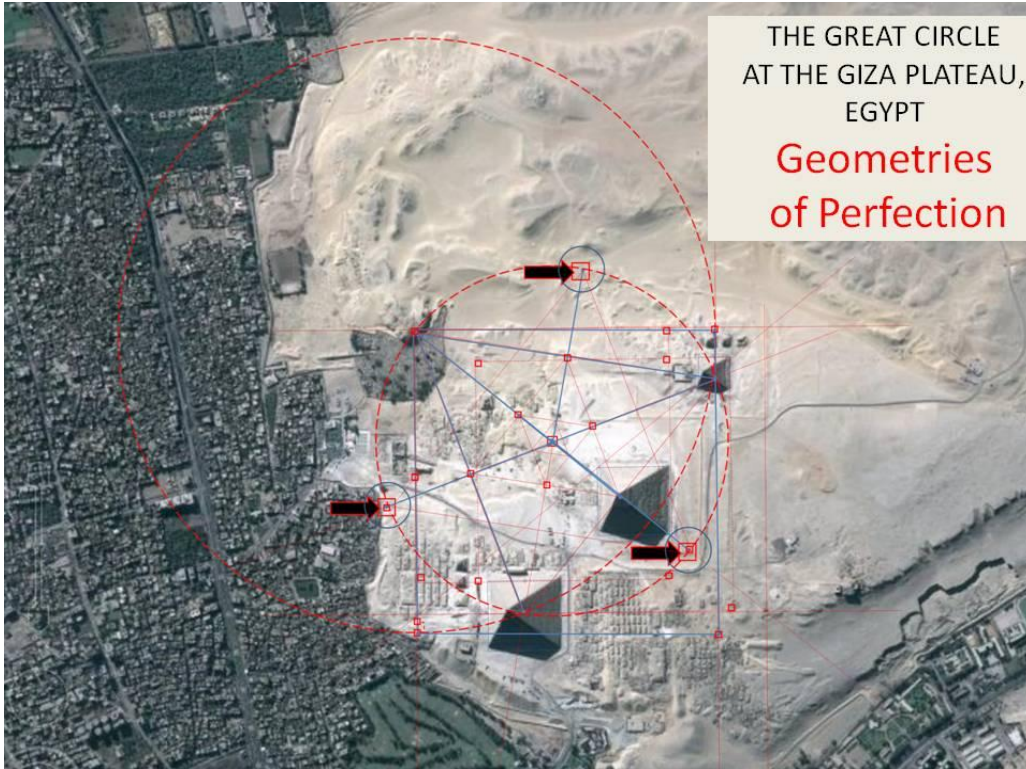 THE GREAT CIRCLE
AT THE GIZA PLATEAU,
EGYPT
Geometries
of Perfection